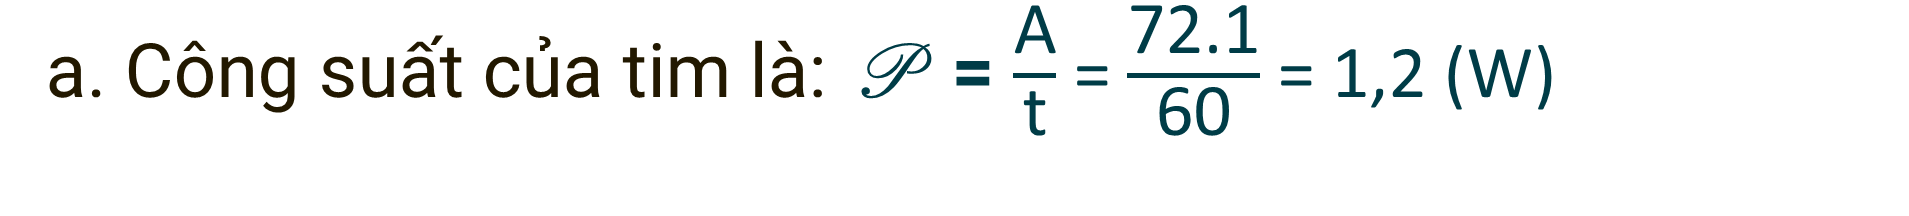 a. Công suất của tim là: 𝒫 = A/t = 72.1/60 = 1,2 (W)